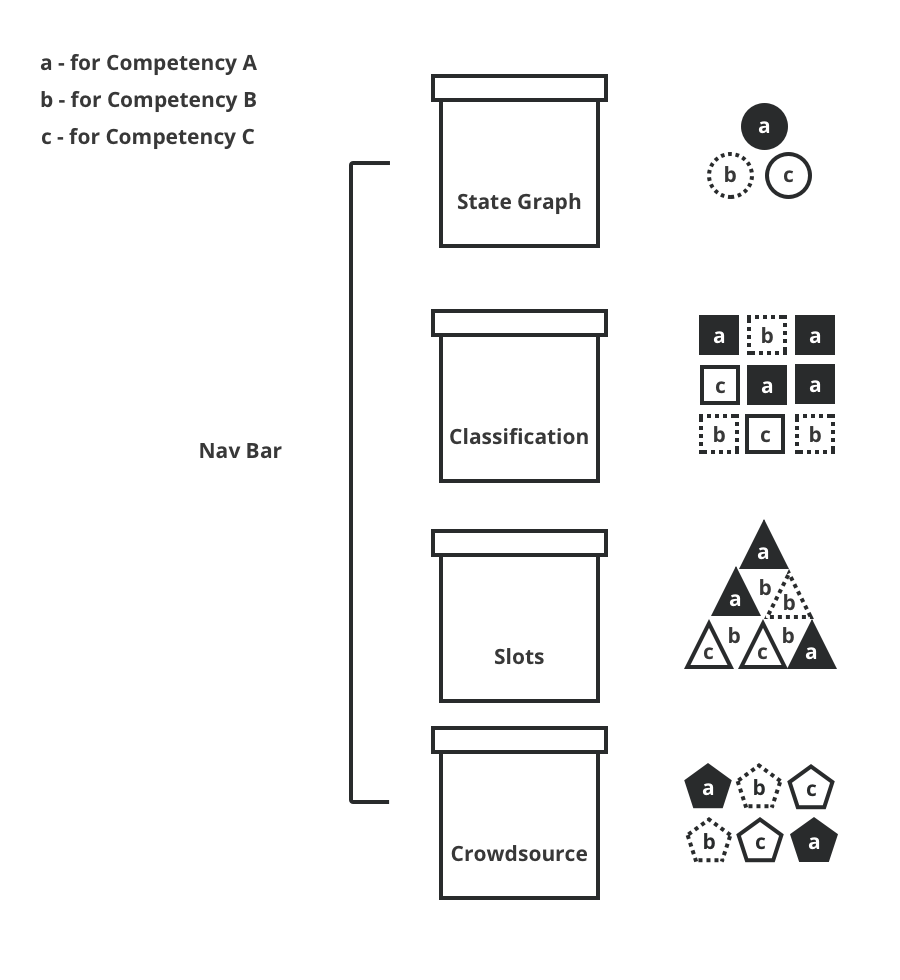 a - for Competency A
b - for Competency B
c - for Competency C
State Graph
a
b c
Classification
a b a
c a a
b c b
Nav Bar
Slots
a
a b b
c b c b a
Crowdsource
a b c
b c a